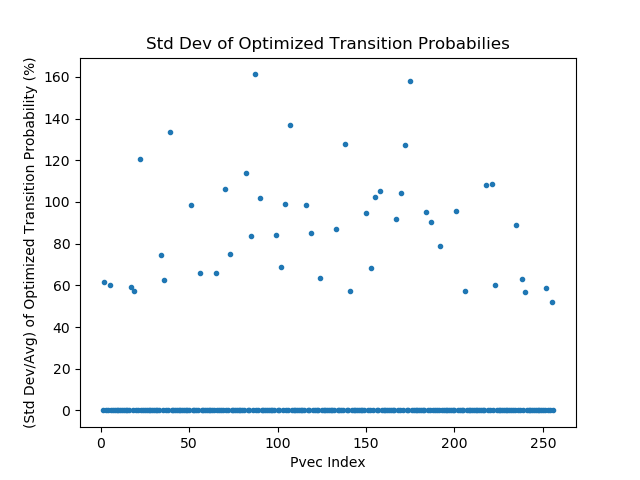 Std Dev of Optimized Transition Probabilies
(Std Dev/Avg) of Optimized Transition Probability (%)
160
140
120
100
80
60
40
20
0
0 50 100 150 200 250
Pvec Index